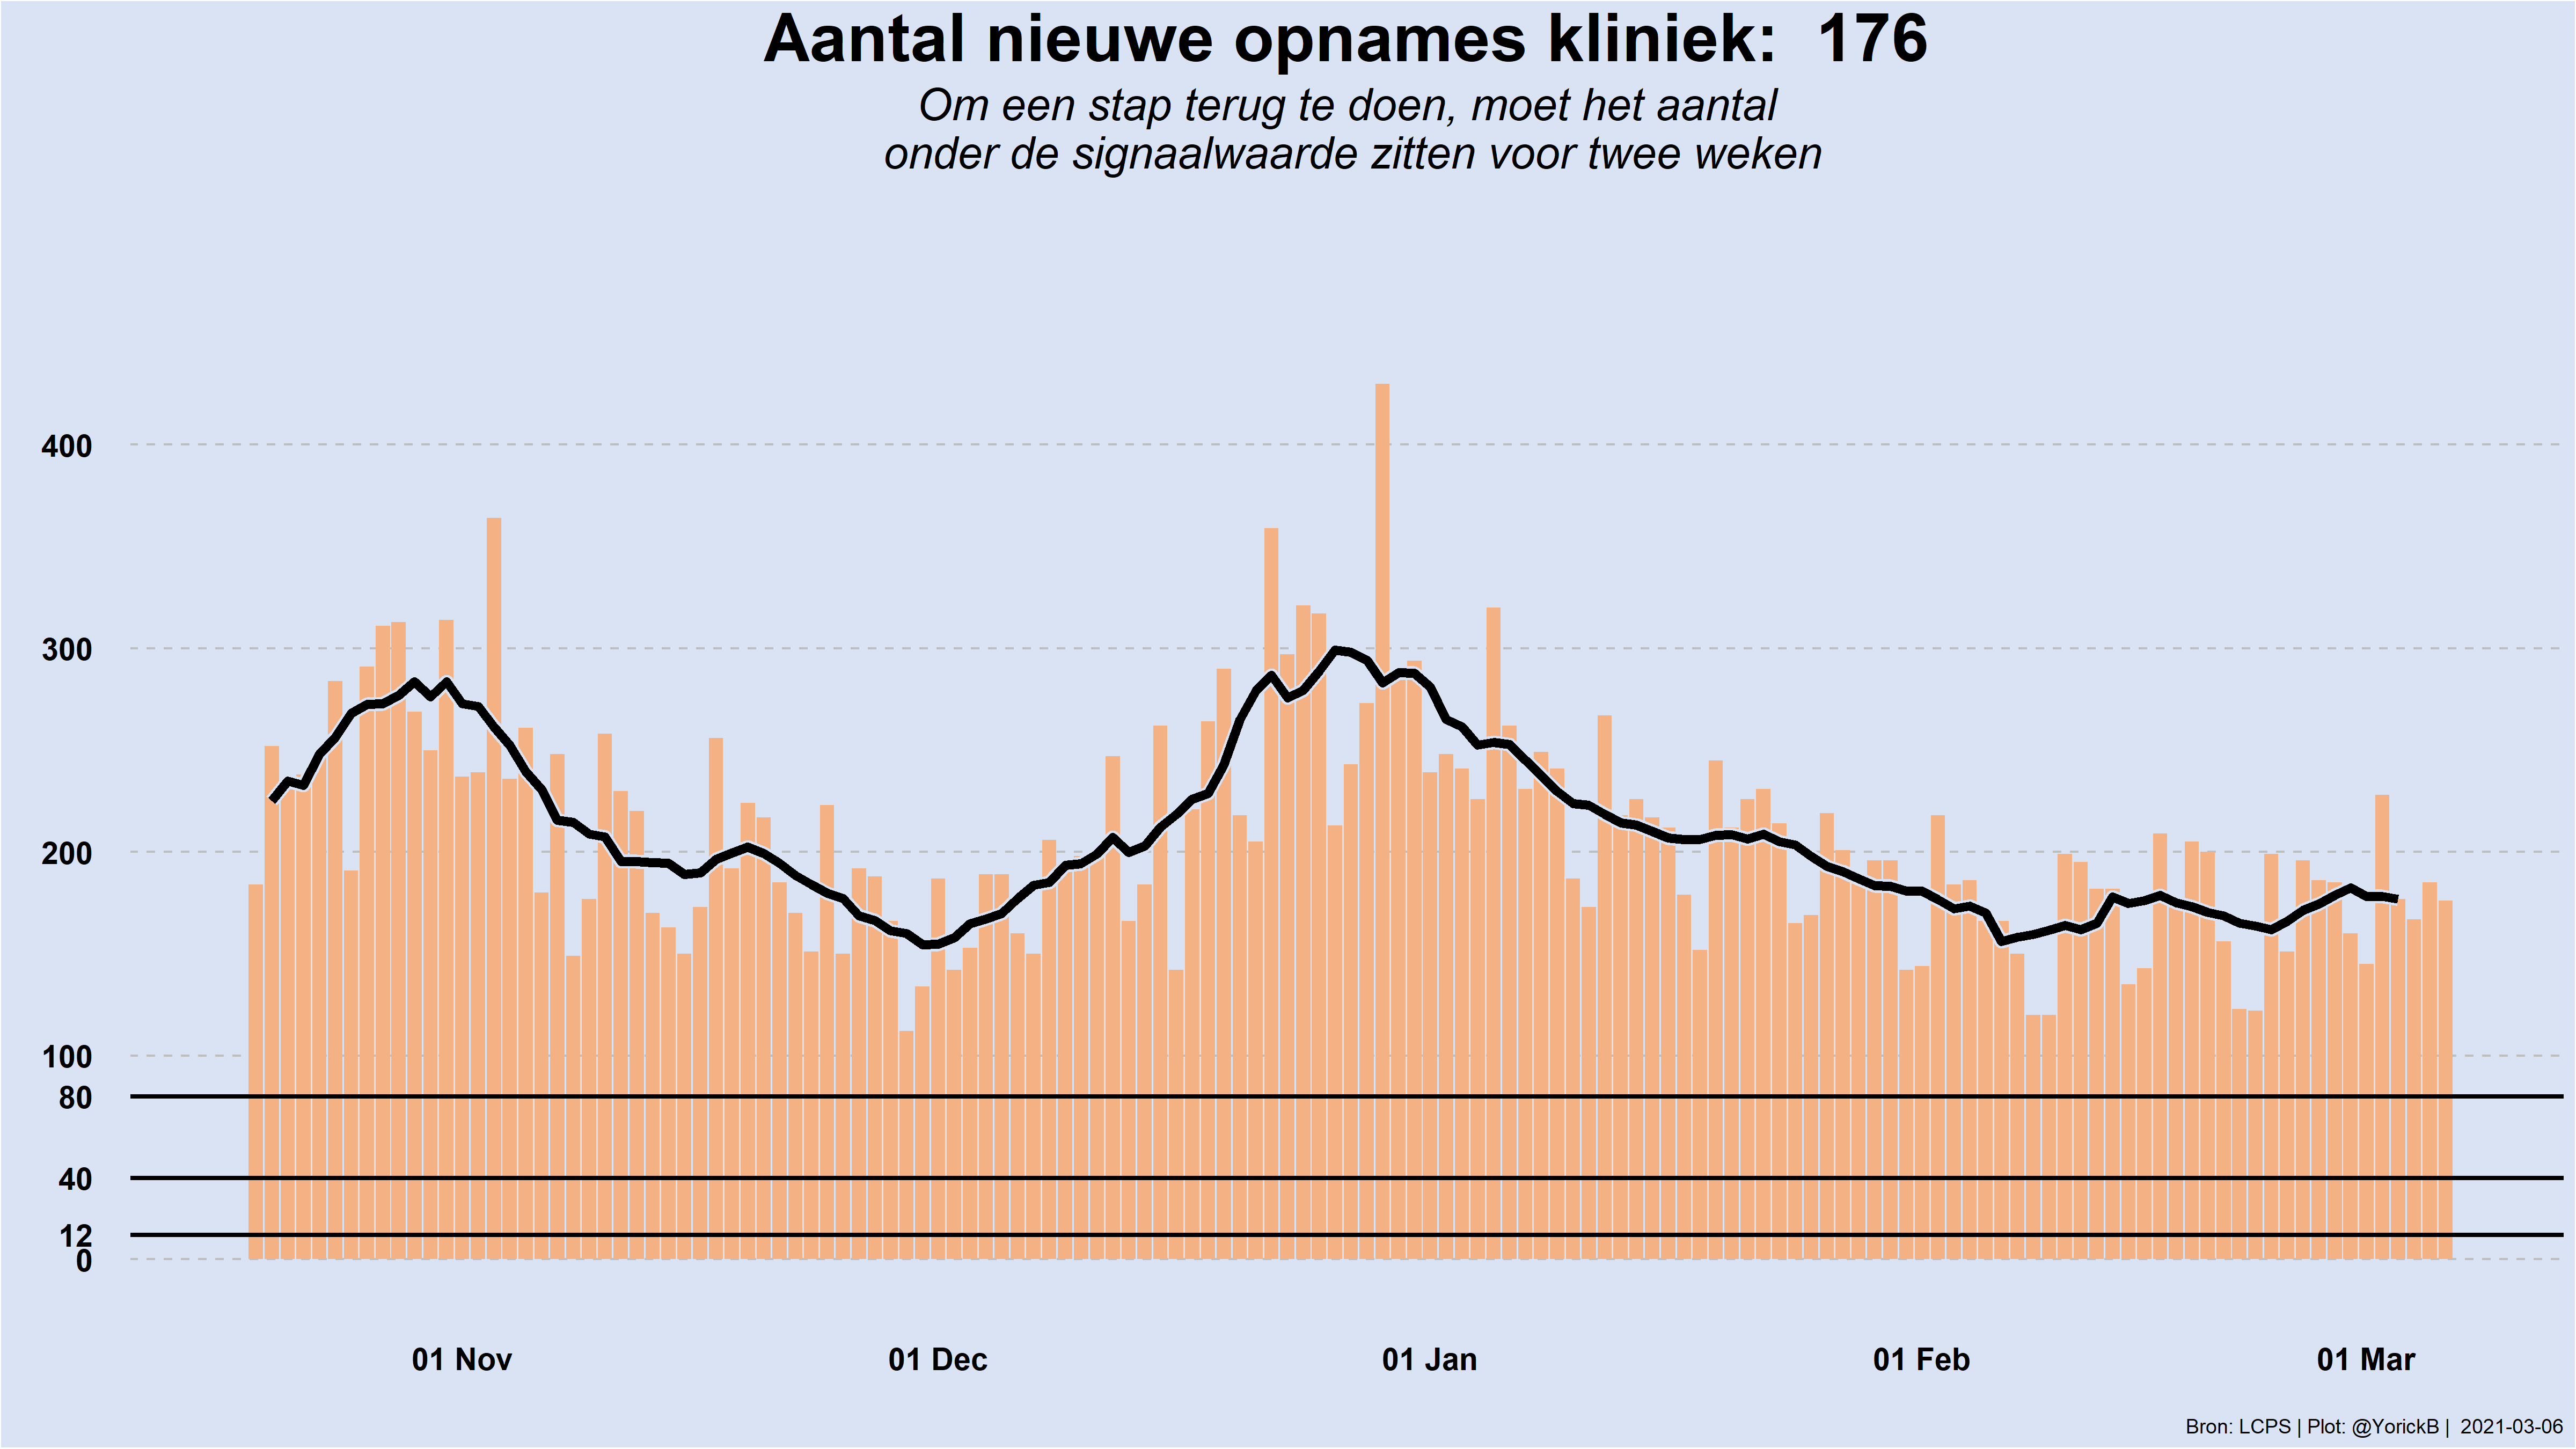 Aantal nieuwe opnames kliniek:  176
Om een stap terug te doen, moet het aantal
onder de signaalwaarde zitten voor twee weken
400
300
200
100
80
40
12
0
01 Nov
01 Dec
01 Jan
01 Feb
01 Mar
Bron: LCPS | Plot: @YorickB |  2021-03-06